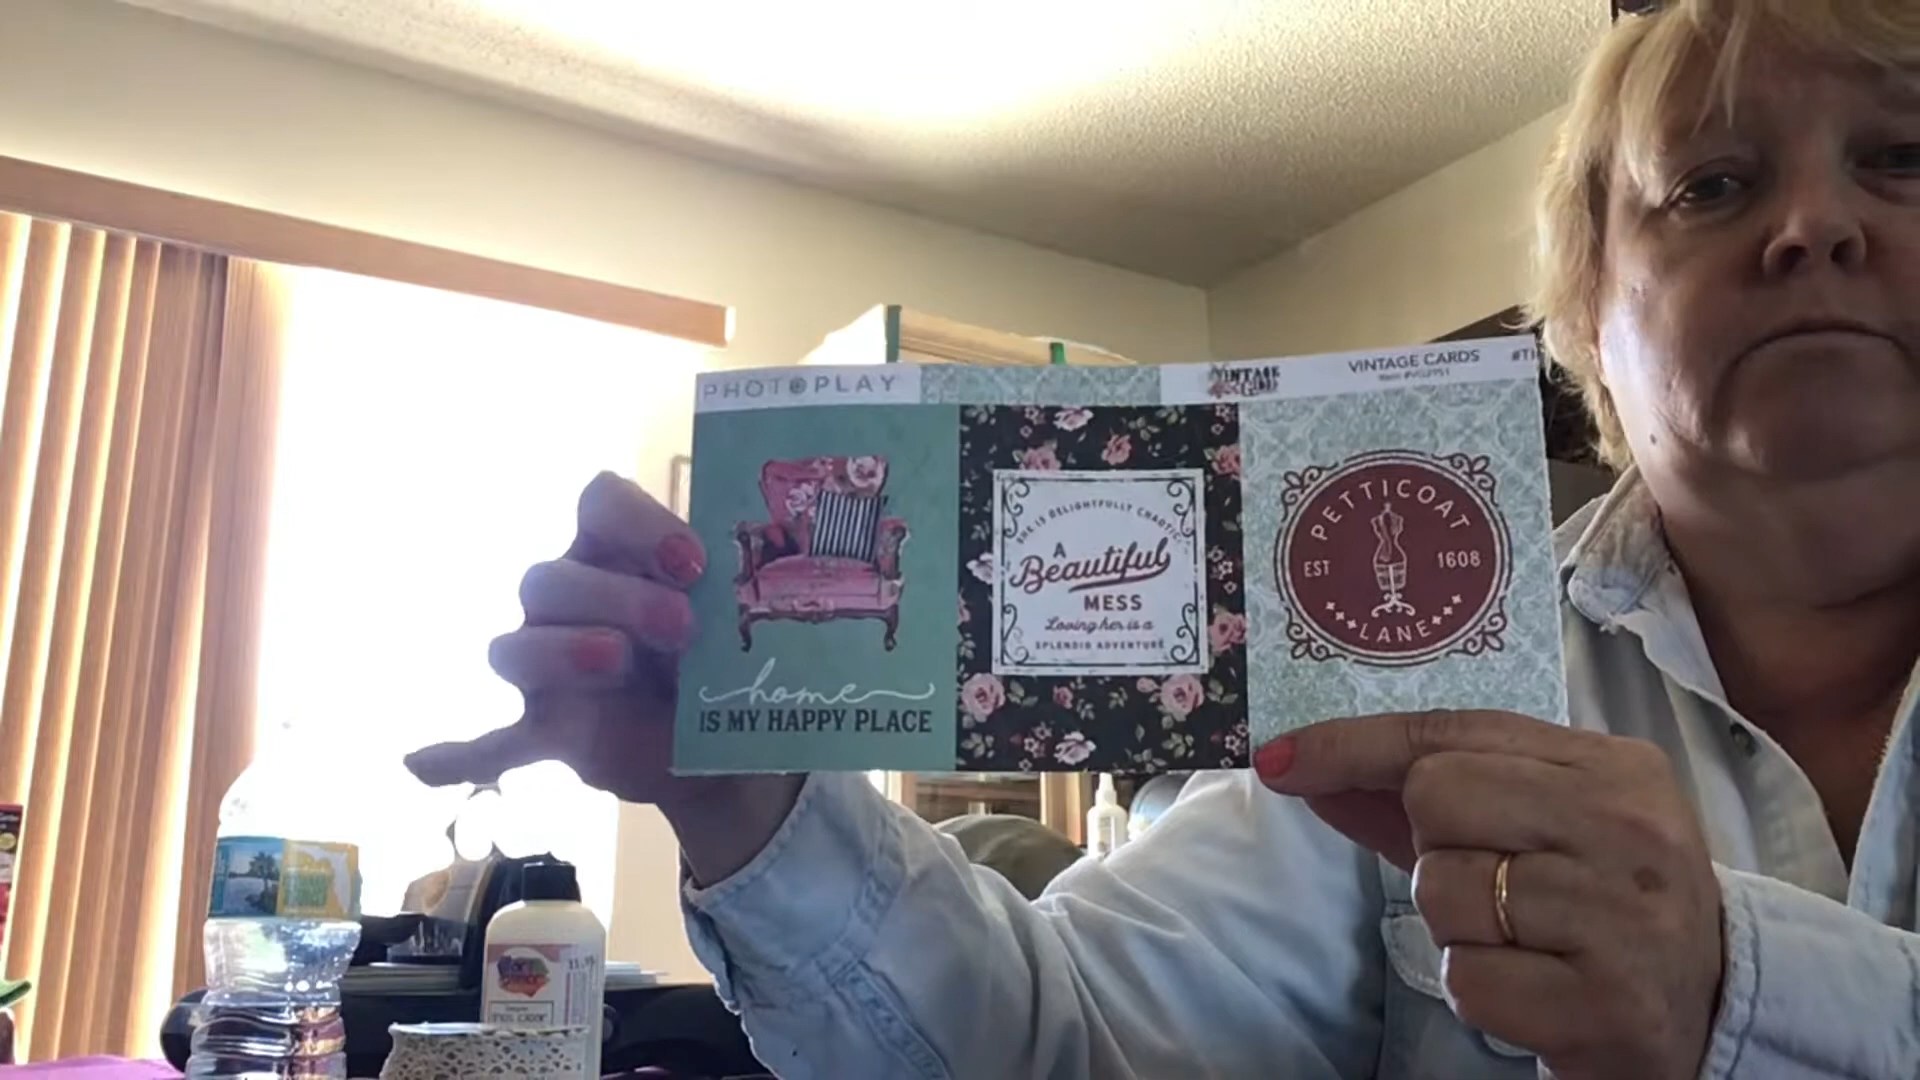 PHOTOPLAY
VINTAGE
VINTAGE CARDS
home
IS MY HAPPY PLACE
SHE IS DELIGHTFULLY CHAOTIC
A
Beautiful
MESS
Loving her is a
SPLENDID ADVENTURE
PETTICOAT
EST 1608
LANE